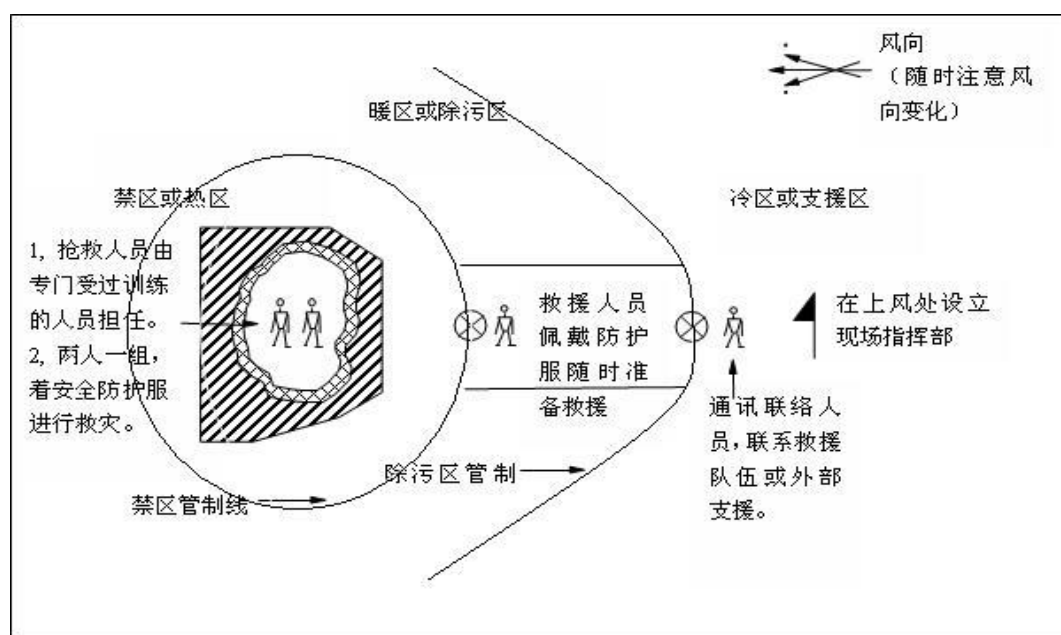 风向
（随时注意风
向变化）
暖区或除污区
禁区或热区
冷区或支援区
1, 抢救人员由
专门受过训练
的人员担任。
2, 两人一组，
着安全防护服
进行救灾。
救援人员
佩戴防护
服随时准
备救援
在上风处设立
现场指挥部
通讯联络人
员，联系救援
队伍或外部
支援。
除污区管制
禁区管制线